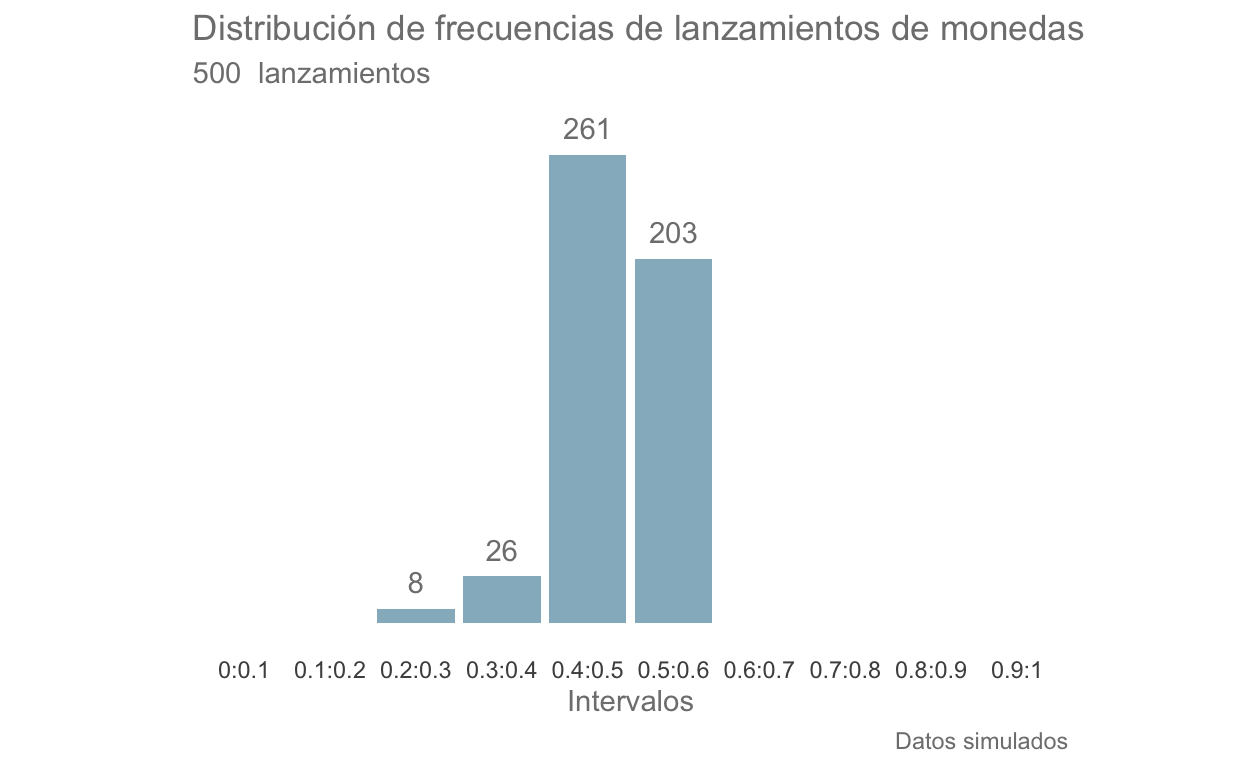 Distribución de frecuencias de lanzamientos de monedas
500  lanzamientos
261
203
26
8
0:0.1 0.1:0.2 0.2:0.3 0.3:0.4 0.4:0.5 0.5:0.6 0.6:0.7 0.7:0.8 0.8:0.9 0.9:1
Intervalos
Datos simulados